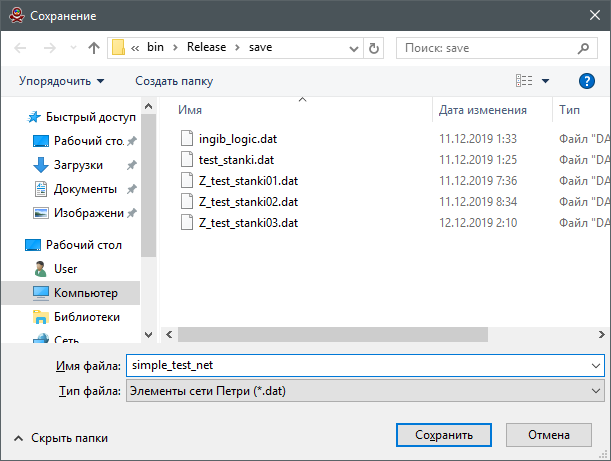 Сохранение
bin › Release › save
Поиск: save
Упорядочить
Создать папку
Имя
Дата изменения
Тип
Быстрый доступ
Рабочий стол
Загрузки
Документы
Изображени
Рабочий стол
User
Компьютер
Библиотеки
Сеть
ingib_logic.dat 11.12.2019 1:33 Файл "DA
test_stanki.dat 11.12.2019 1:25 Файл "DA
Z_test_stanki01.dat 11.12.2019 7:36 Файл "DA
Z_test_stanki02.dat 11.12.2019 8:34 Файл "DA
Z_test_stanki03.dat 12.12.2019 2:10 Файл "DA
Имя файла: simple_test_net
Тип файла: Элементы сети Петри (*.dat)
Скрыть папки
Сохранить
Отмена